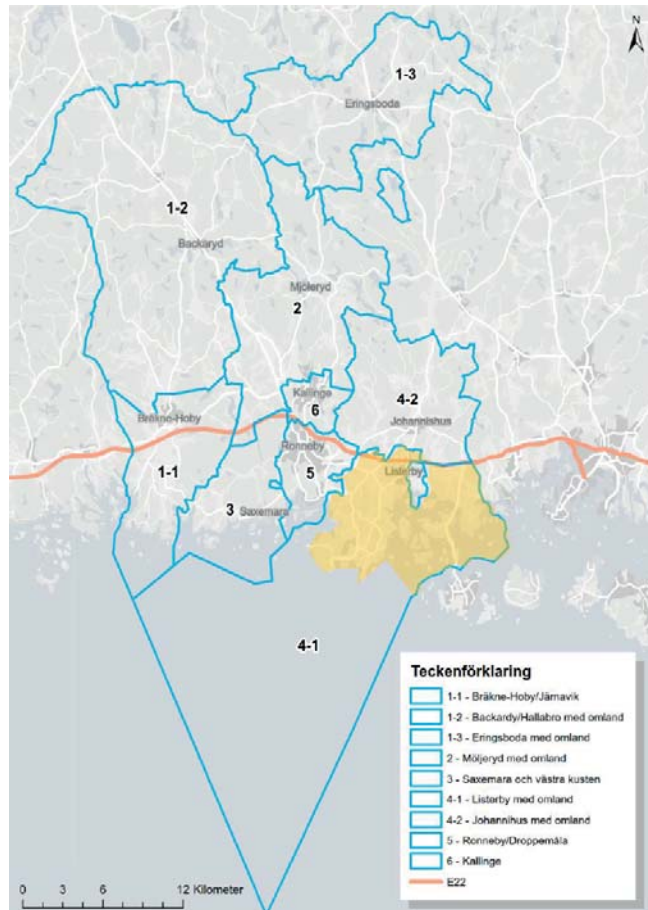 N
1-3
Eringsboda
1-2
Backaryd
Mjöleryd
2
Kallinge
6
4-2
Johannishus
Bräkne-Hoby
Ronneby
1-1
5
Listerby
3
Saxemara
4-1
Teckenförklaring
1-1 - Bräkne-Hoby/Järnavik
1-2 - Backardy/Hallabro med omland
1-3 - Eringsboda med omland
2 - Möljeryd med omland
3 - Saxemara och västra kusten
4-1 - Listerby med omland
4-2 - Johannihus med omland
5 - Ronneby/Droppemåla
6 - Kallinge
E22
0 3 6 12 Kilometer